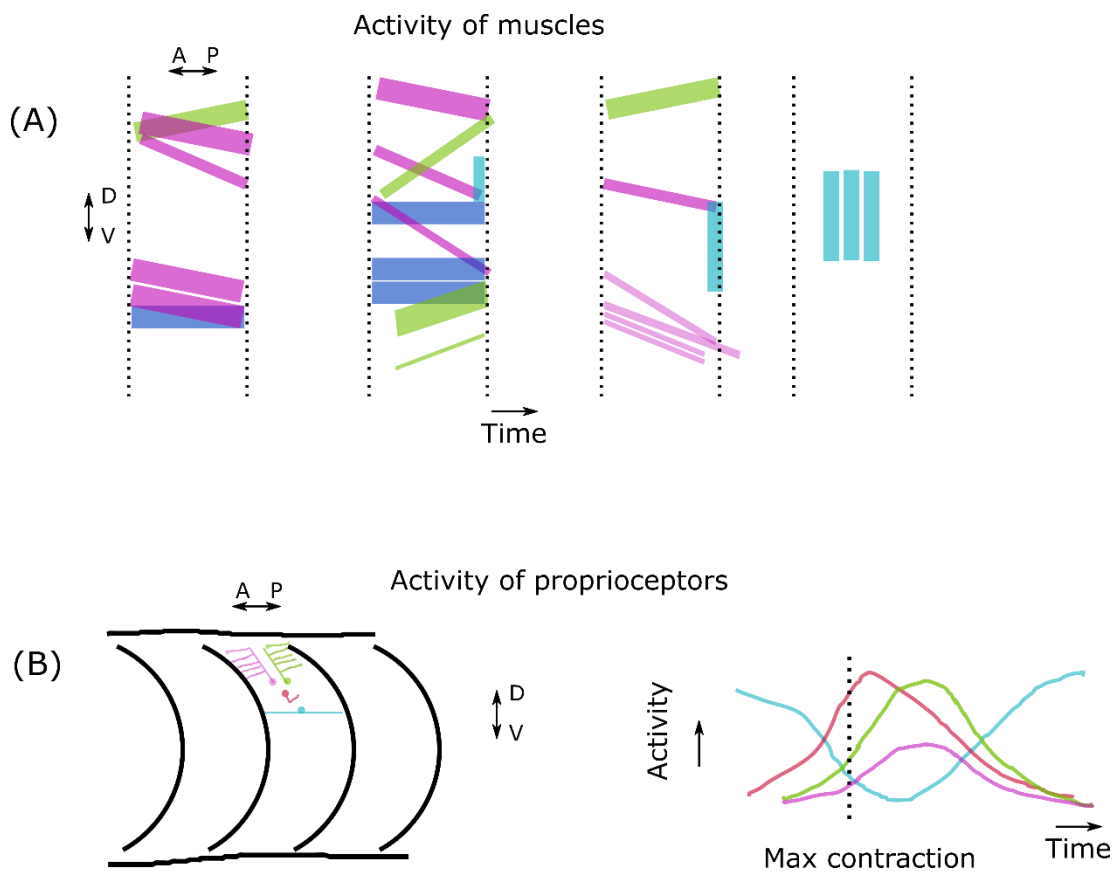 Activity of muscles
A P
(A)
D
V
Time
Activity of proprioceptors
A P
(B)
D
V
Activity
Max contraction
Time